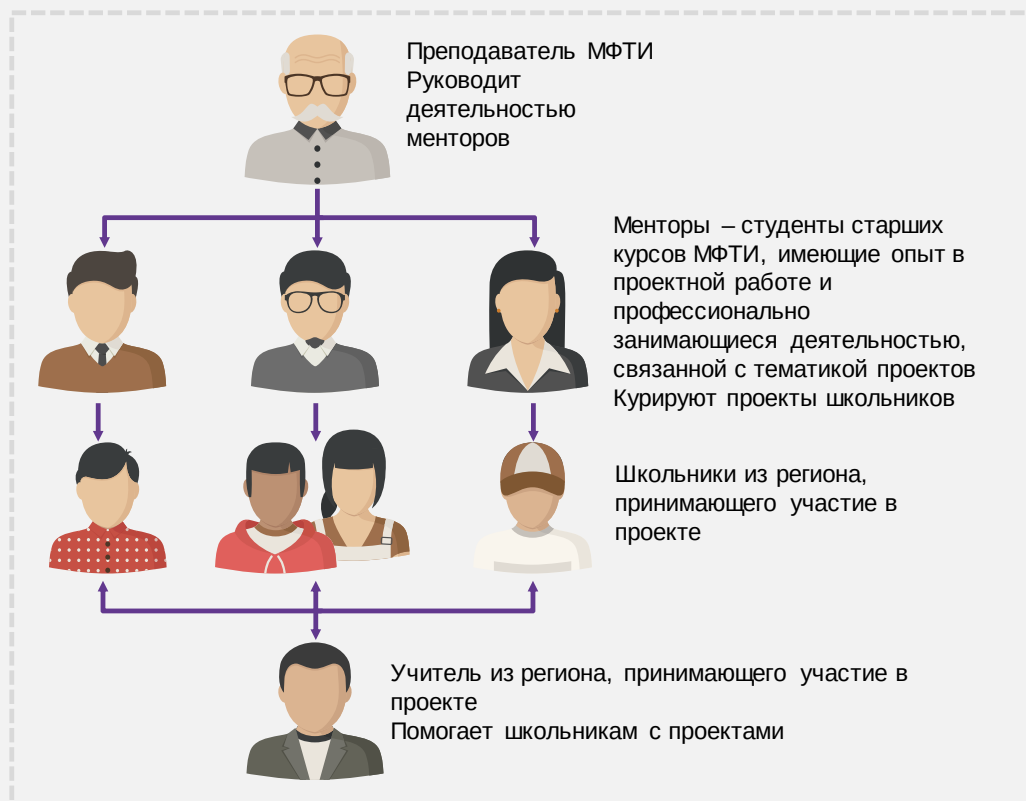 Преподаватель МФТИ
Руководит
деятельностью
менторов
Менторы – студенты старших
курсов МФТИ, имеющие опыт в
проектной работе и
профессионально
занимающиеся деятельностью,
связанной с тематикой проектов
Курируют проекты школьников
Школьники из региона,
принимающего участие в
проекте
Учитель из региона, принимающего участие в
проекте
Помогает школьникам с проектами